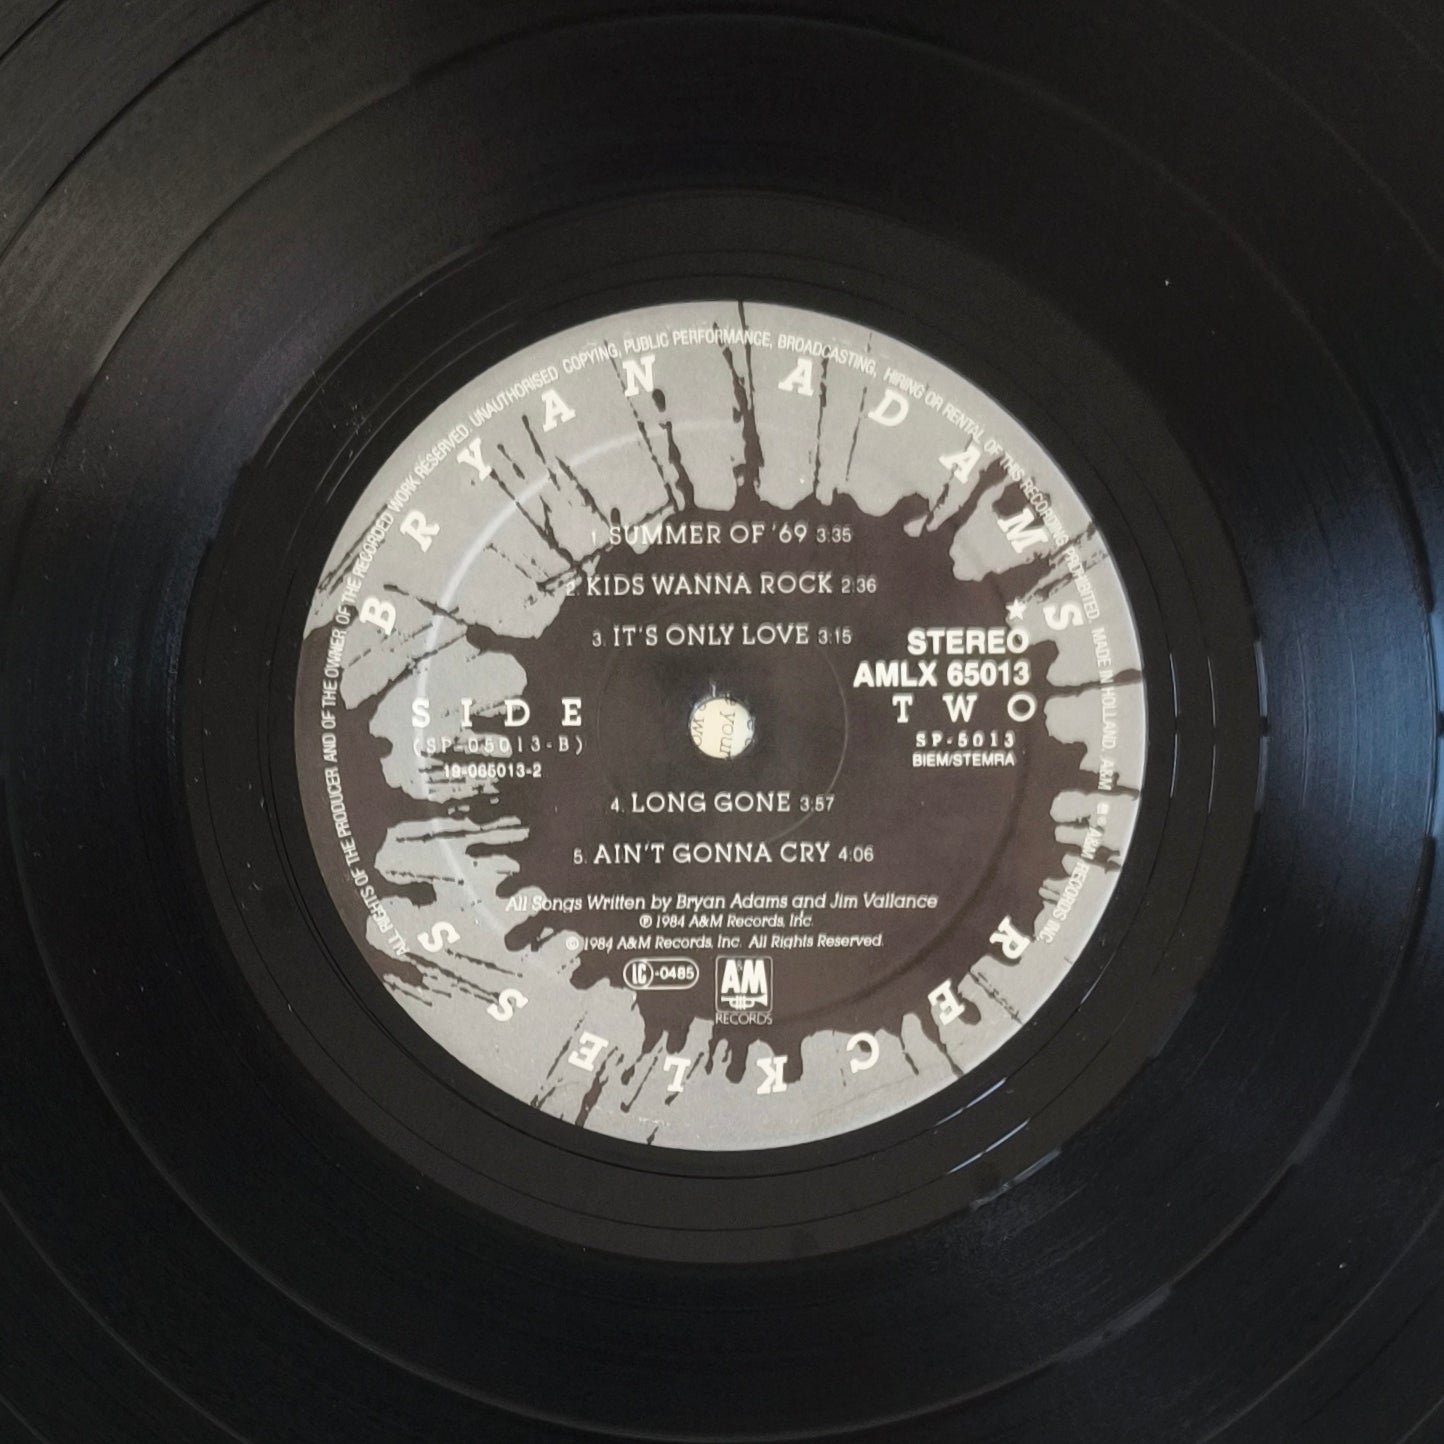 ALL RIGHTS OF THE PRODUCER AND OF THE OWNER OF THE RECORDED WORK RESERVED. UNAUTHORISED COPYING, PUBLIC PERFORMANCE, BROADCASTING, HIRING OR RENTAL OF THIS RECORDING PROHIBITED. MADE IN HOLLAND. A&M RECORDS INC.
BRYAN ADAMS
1. SUMMER OF '69 3:35
2. KIDS WANNA ROCK 2:36
3. IT'S ONLY LOVE 3:15
STEREO
AMLX 65013
SIDE TWO
(SP-05013-B) SP-5013
19-065013-2 BIEM/STEMRA
4. LONG GONE 3:57
5. AIN'T GONNA CRY 4:06
All Songs Written by Bryan Adams and Jim Vallance
℗ 1984 A&M Records, Inc.
© 1984 A&M Records, Inc. All Rights Reserved.
LC-0485
A&M
RECORDS
RECKLESS